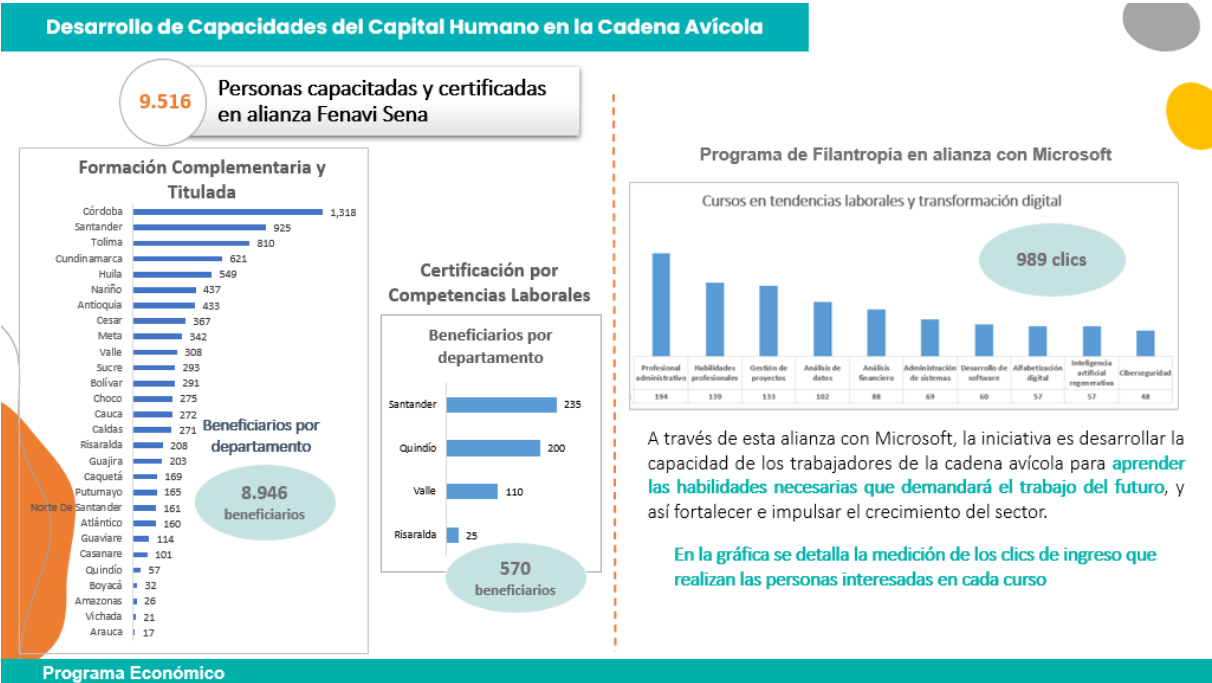 Desarrollo de Capacidades del Capital Humano en la Cadena Avícola
9.516
Personas capacitadas y certificadas
en alianza Fenavi Sena
Formación Complementaria y
Titulada
Córdoba 1,318
Santander 925
Tolima 810
Cundinamarca 621
Huila 549
Nariño 437
Antioquia 433
Cesar 367
Meta 342
Valle 308
Sucre 293
Bolívar 291
Choco 275
Cauca 272
Caldas 271
Risaralda 208
Guajira 203
Caquetá 169
Putumayo 165
Norte De Santander 161
Atlántico 160
Guaviare 114
Casanare 101
Quindío 57
Boyacá 32
Amazonas 26
Vichada 21
Arauca 17
Beneficiarios por
departamento
8.946
beneficiarios
Certificación por
Competencias Laborales
Beneficiarios por
departamento
Santander 235
Quindío 200
Valle 110
Risaralda 25
570
beneficiarios
Programa de Filantropía en alianza con Microsoft
Cursos en tendencias laborales y transformación digital
989 clics
Profesional administrativo 194
Habilidades profesionales 139
Gestión de proyectos 133
Análisis de datos 102
Análisis financiero 88
Administración de sistemas 69
Desarrollo de software 60
Alfabetización digital 57
Inteligencia artificial regenerativa 57
Ciberseguridad 48
A través de esta alianza con Microsoft, la iniciativa es desarrollar la
capacidad de los trabajadores de la cadena avícola para aprender
las habilidades necesarias que demandará el trabajo del futuro, y
así fortalecer e impulsar el crecimiento del sector.
En la gráfica se detalla la medición de los clics de ingreso que
realizan las personas interesadas en cada curso
Programa Económico